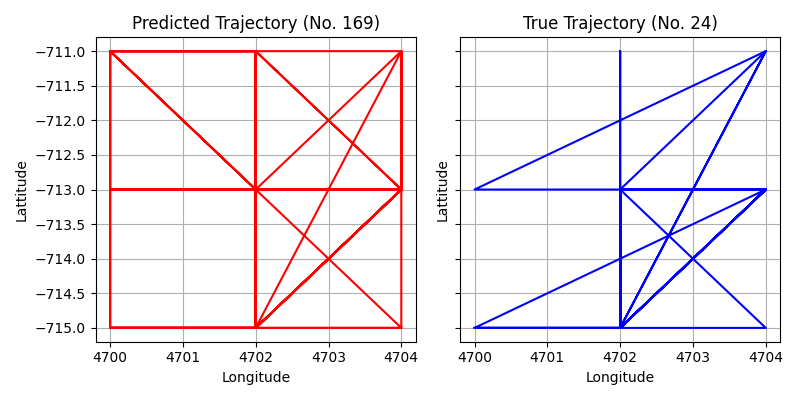 Predicted Trajectory (No. 169)
True Trajectory (No. 24)
−711.0
−711.5
−712.0
−712.5
−713.0
−713.5
−714.0
−714.5
−715.0
Lattitude
Lattitude
4700 4701 4702 4703 4704
4700 4701 4702 4703 4704
Longitude
Longitude